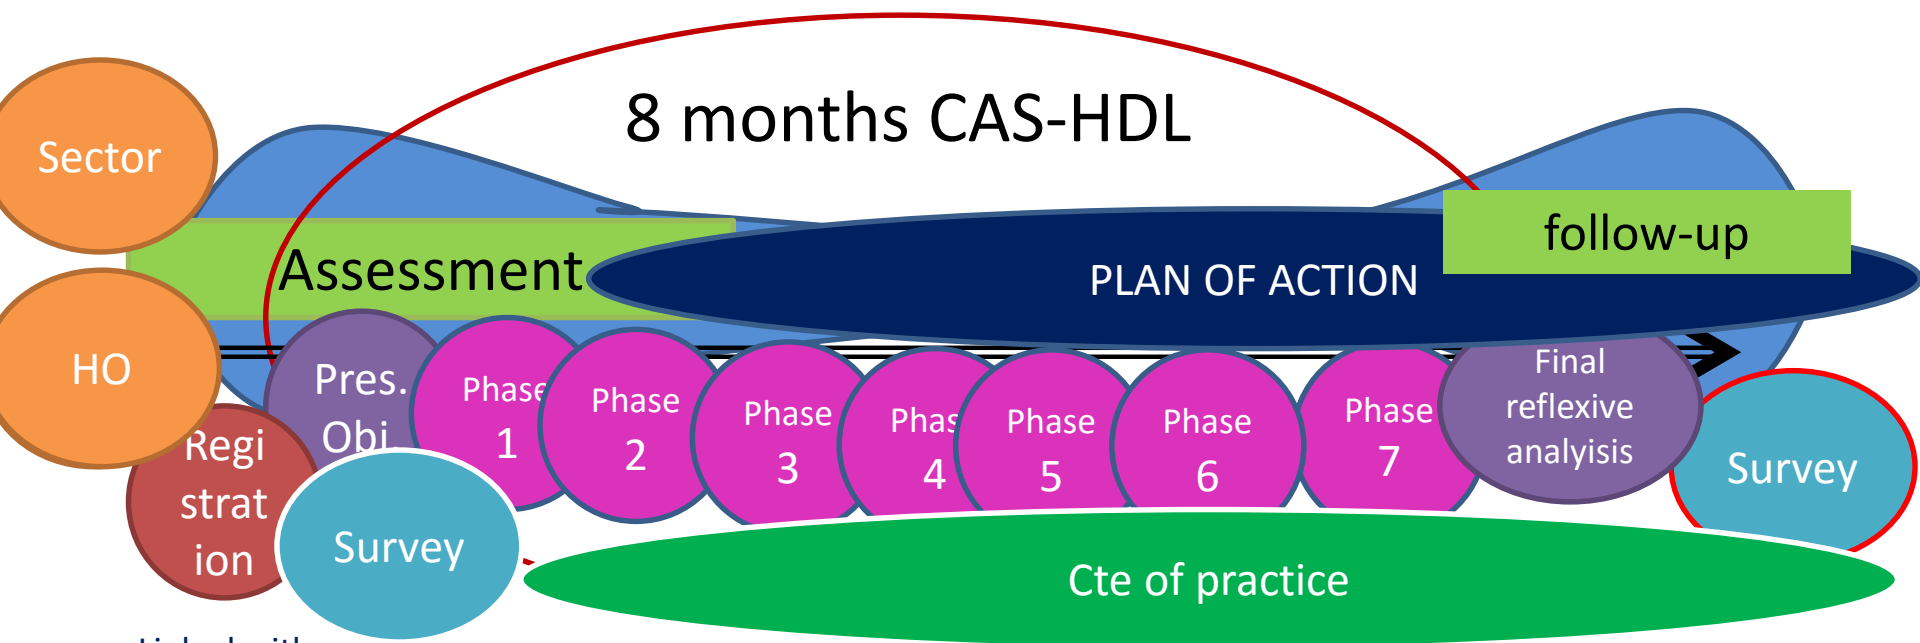 8 months CAS-HDL
Sector
Assessment
follow-up
PLAN OF ACTION
HO
Pres.
Obj.
Regi
strat
ion
Survey
Phase
1
Phase
2
Phase
3
Phas
4
Phase
5
Phase
6
Phase
7
Final
reflexive
analyisis
Survey
Cte of practice